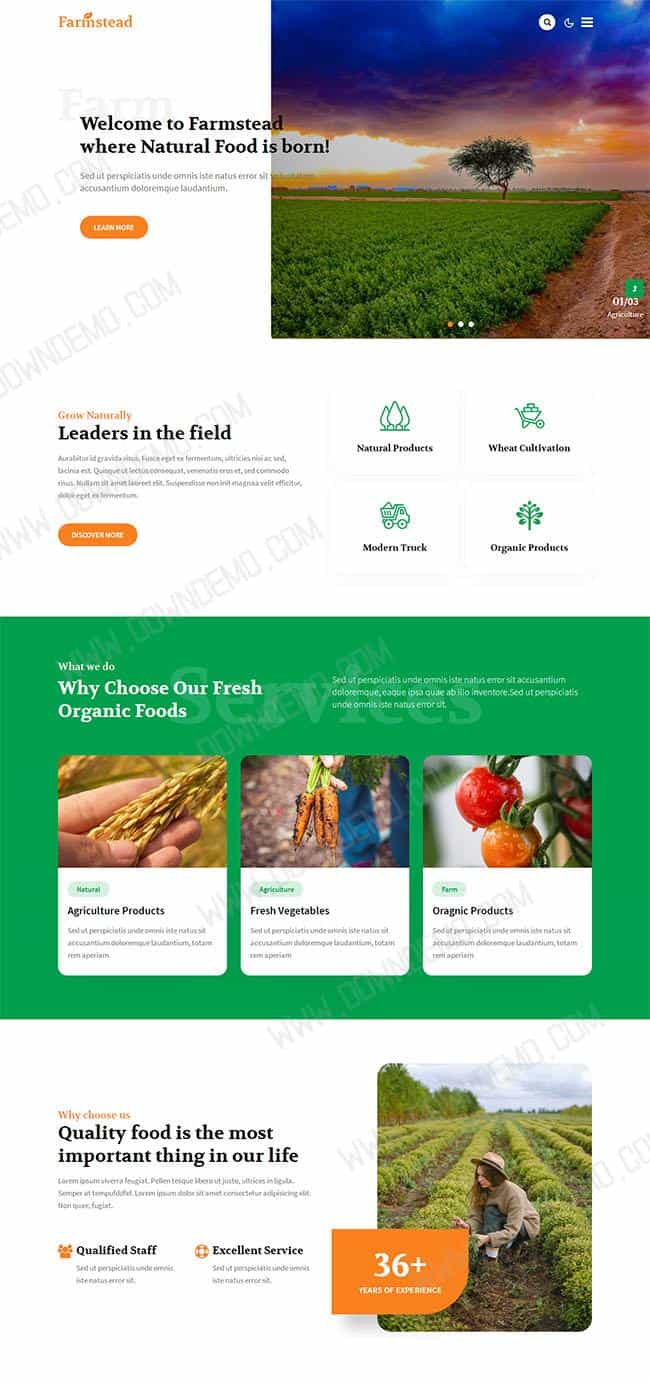 Farmstead
Farm
Welcome to Farmstead
where Natural Food is born!
Sed ut perspiciatis unde omnis iste natus error sit voluptatem
accusantium doloremque laudantium.
LEARN MORE
01/03
Agriculture
Grow Naturally
Leaders in the field
Aurabitur id gravida risus. Fusce eget ex fermentum, ultricies nisi ac sed,
lacinia est. Quisque ut lectus consequat, venenatis eros et, sed commodo
risus. Nullam sit amet laoreet elit. Suspendisse non init magnaa velit efficitur,
dolor eget ex fermentum.
DISCOVER MORE
Natural Products
Wheat Cultivation
Modern Truck
Organic Products
What we do
Services
Why Choose Our Fresh
Organic Foods
Sed ut perspiciatis unde omnis iste natus error sit accusantium
doloremque, eaque ipsa quae ab illo inventore.Sed ut perspiciatis
unde omnis iste natus error sit.
Natural
Agriculture Products
Sed ut perspiciatis unde omnis iste natus sit
accusantium doloremque laudantium, totam
rem aperiam
Agriculture
Fresh Vegetables
Sed ut perspiciatis unde omnis iste natus sit
accusantium doloremque laudantium, totam
rem aperiam
Farm
Oragnic Products
Sed ut perspiciatis unde omnis iste natus sit
accusantium doloremque laudantium, totam
rem aperiam
Why choose us
Quality food is the most
important thing in our life
Lorem ipsum viverra feugiat. Pellen tesque libero ut justo, ultrices in ligula.
Semper at tempufddfel. Lorem ipsum dolor sit amet consectetur adipisicing elit.
Non quae, fugiat.
Qualified Staff
Sed ut perspiciatis unde omnis
iste natus error sit.
Excellent Service
Sed ut perspiciatis unde omnis
iste natus error sit.
36+
YEARS OF EXPERIENCE
WWW.DOWNDEMO.COM